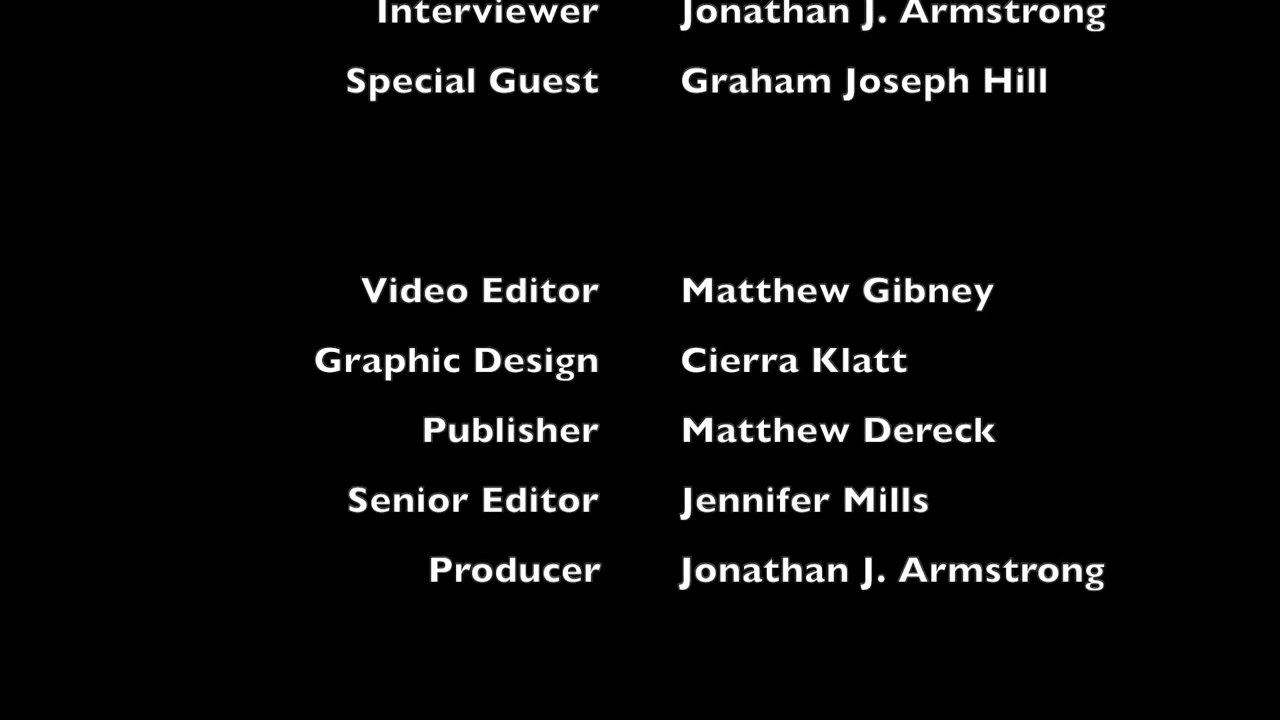 Interviewer Jonathan J. Armstrong
Special Guest Graham Joseph Hill
Video Editor Matthew Gibney
Graphic Design Cierra Klatt
Publisher Matthew Dereck
Senior Editor Jennifer Mills
Producer Jonathan J. Armstrong